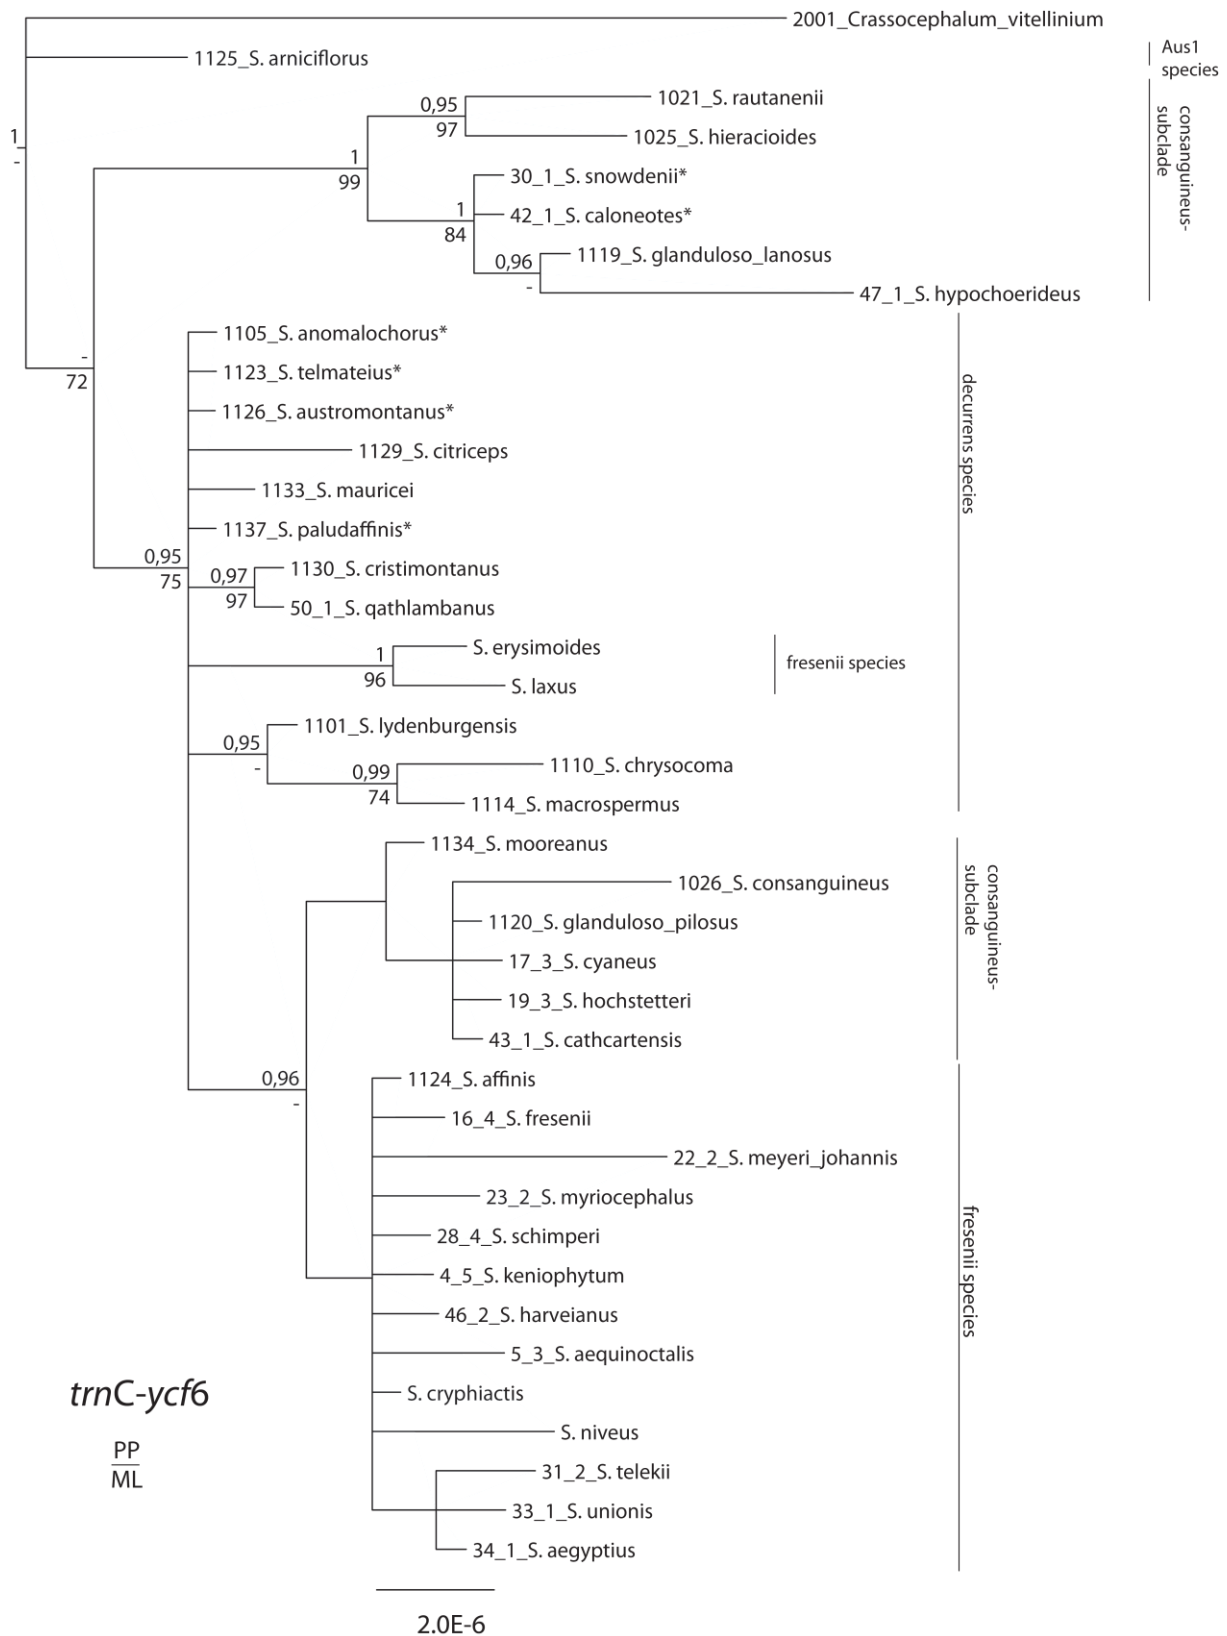 2001_Crassocephalum_vitellinium
1125_S. arniciflorus
Aus1
species
1
-
0,95
97
1021_S. rautanenii
1025_S. hieracioides
consanguineus-
subclade
1
99
30_1_S. snowdenii*
42_1_S. caloneotes*
1
84
1119_S. glanduloso_lanosus
0,96
-
47_1_S. hypochoerideus
-
72
1105_S. anomalochorus*
1123_S. telmateius*
1126_S. austromontanus*
1129_S. citriceps
1133_S. mauricei
1137_S. paludaffinis*
decurrens species
0,95
75
0,97
97
1130_S. cristimontanus
50_1_S. qathlambanus
1
96
S. erysimoides
S. laxus
fresenii species
1101_S. lydenburgensis
0,95
-
0,99
74
1110_S. chrysocoma
1114_S. macrospermus
1134_S. mooreanus
1026_S. consanguineus
1120_S. glanduloso_pilosus
17_3_S. cyaneus
19_3_S. hochstetteri
43_1_S. cathcartensis
consanguineus-
subclade
0,96
-
1124_S. affinis
16_4_S. fresenii
22_2_S. meyeri_johannis
23_2_S. myriocephalus
28_4_S. schimperi
4_5_S. keniophytum
46_2_S. harveianus
5_3_S. aequinoctalis
S. cryphiactis
S. niveus
31_2_S. telekii
33_1_S. unionis
34_1_S. aegyptius
fresenii species
trnC-ycf6
PP
ML
2.0E-6